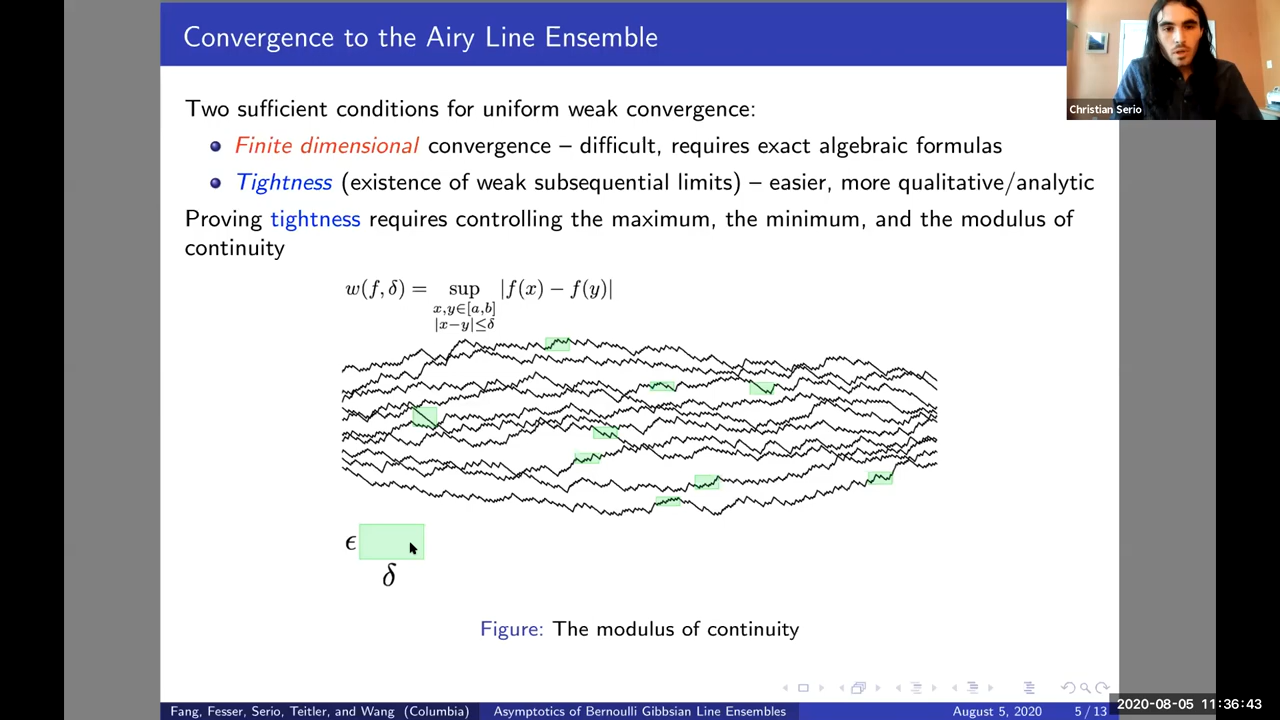 Convergence to the Airy Line Ensemble
Christian Serio
Two sufficient conditions for uniform weak convergence:
Finite dimensional convergence – difficult, requires exact algebraic formulas
Tightness (existence of weak subsequential limits) – easier, more qualitative/analytic
Proving tightness requires controlling the maximum, the minimum, and the modulus of
continuity
w(f, δ) = sup |f(x) − f(y)|
x,y∈[a,b]
|x−y|≤δ
ϵ
δ
Figure: The modulus of continuity
Fang, Fesser, Serio, Teitler, and Wang (Columbia) Asymptotics of Bernoulli Gibbsian Line Ensembles August 5, 2020 5 / 13
2020-08-05 11:36:43